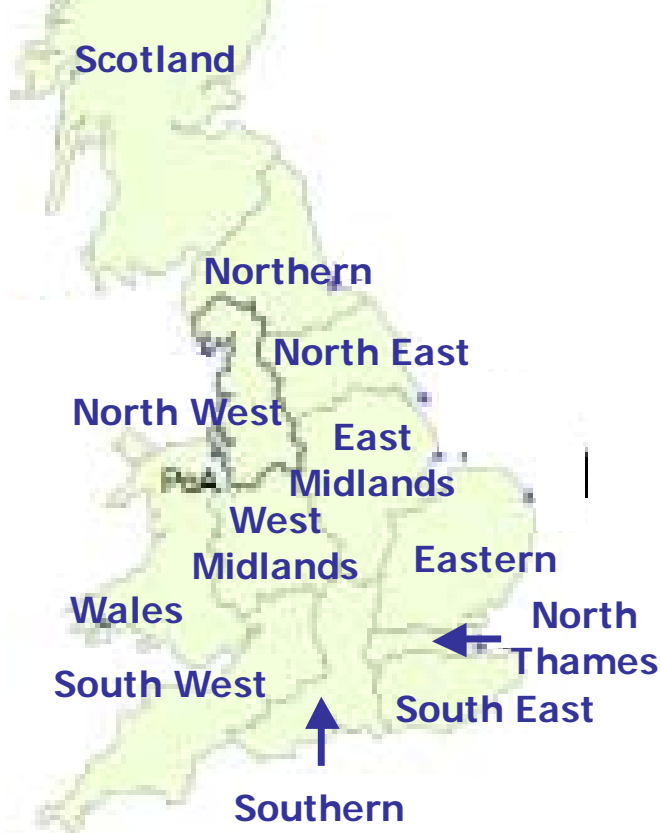 Scotland
Northern
North East
North West
East
Midlands
PoA
West
Midlands
Eastern
Wales
North
Thames
South West
South East
Southern